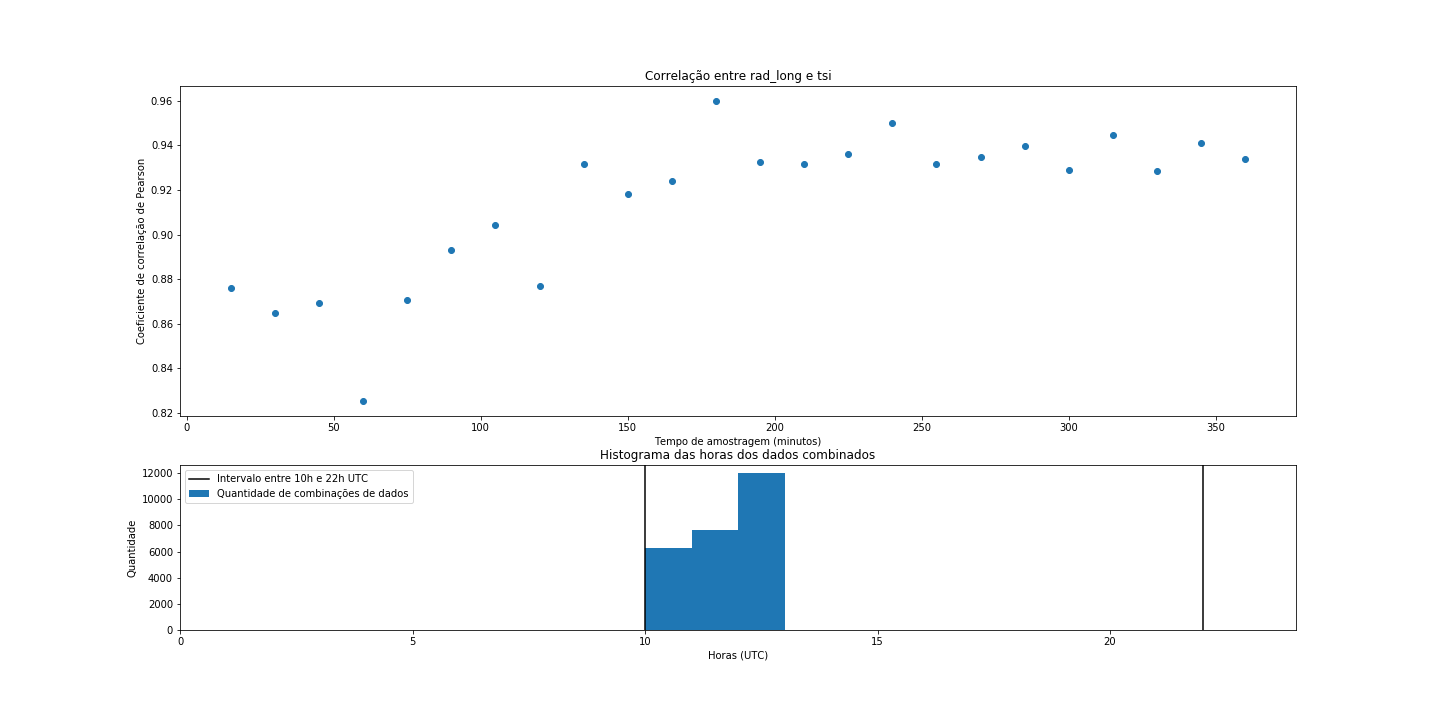 Correlação entre rad_long e tsi
Coeficiente de correlação de Pearson
0.96
0.94
0.92
0.90
0.88
0.86
0.84
0.82
0 50 100 150 200 250 300 350
Tempo de amostragem (minutos)
Histograma das horas dos dados combinados
Quantidade
12000
10000
8000
6000
4000
2000
0
Intervalo entre 10h e 22h UTC
Quantidade de combinações de dados
0 5 10 15 20
Horas (UTC)